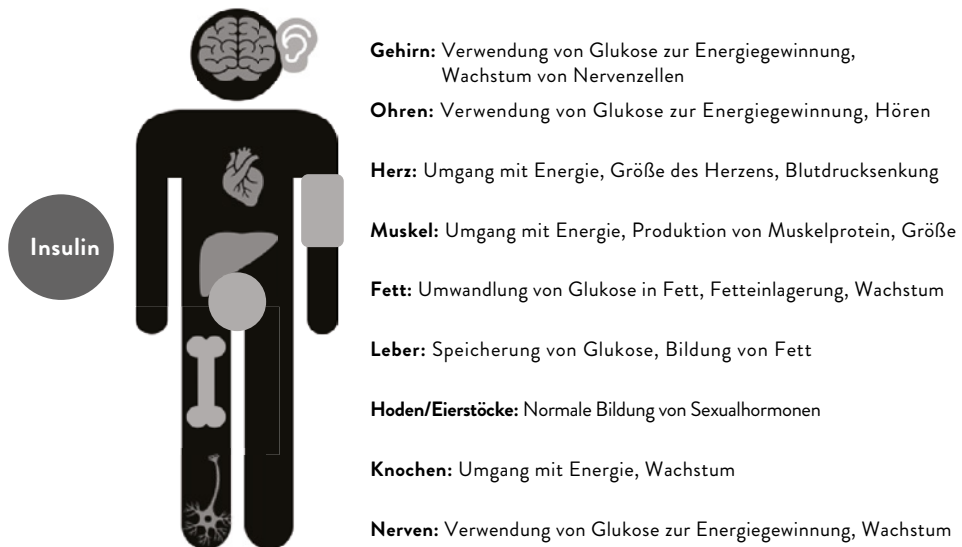 Gehirn: Verwendung von Glukose zur Energiegewinnung,
Wachstum von Nervenzellen
Ohren: Verwendung von Glukose zur Energiegewinnung, Hören
Herz: Umgang mit Energie, Größe des Herzens, Blutdrucksenkung
Muskel: Umgang mit Energie, Produktion von Muskelprotein, Größe
Insulin
Fett: Umwandlung von Glukose in Fett, Fetteinlagerung, Wachstum
Leber: Speicherung von Glukose, Bildung von Fett
Hoden/Eierstöcke: Normale Bildung von Sexualhormonen
Knochen: Umgang mit Energie, Wachstum
Nerven: Verwendung von Glukose zur Energiegewinnung, Wachstum